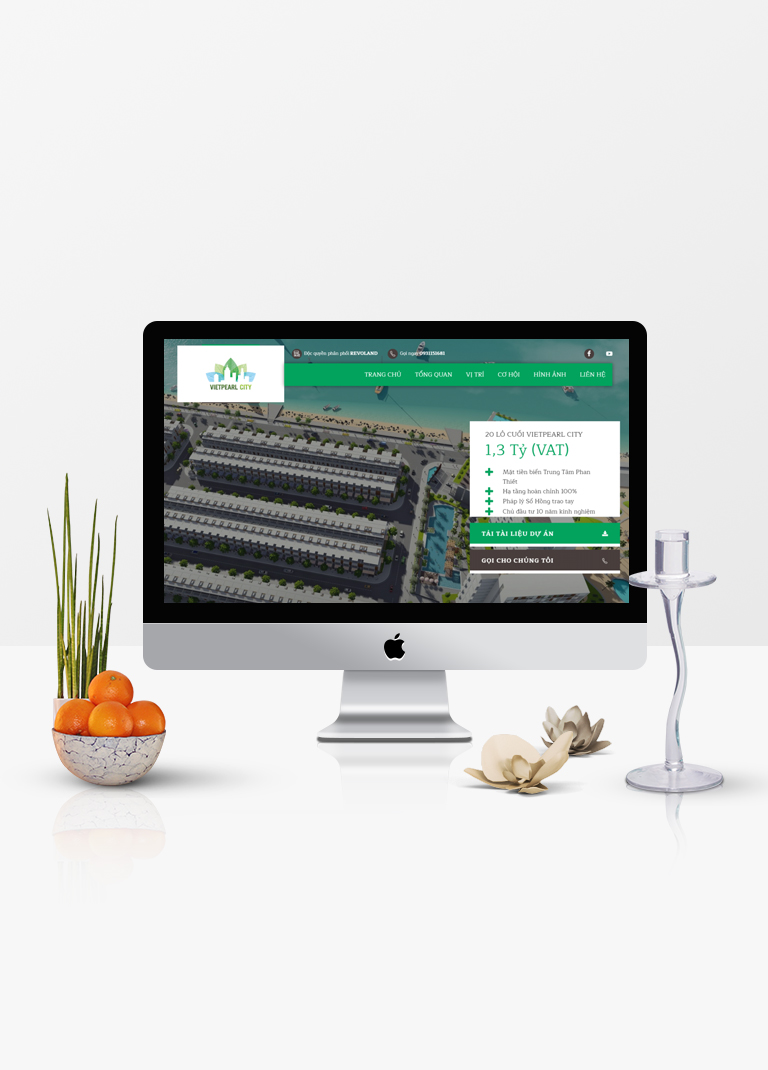 Độc quyền phân phối REVOLAND
Gọi ngay
VIETPEARL CITY
TRANG CHỦ TỔNG QUAN VỊ TRÍ CƠ HỘI HÌNH ẢNH LIÊN HỆ
20 LÔ CUỐI VIETPEARL CITY
1,3 Tỷ (VAT)
Mặt tiền biển Trung Tâm Phan
Thiết
Hạ tầng hoàn chỉnh 100%
Pháp lý Sổ Hồng trao tay
Chủ đầu tư 10 năm kinh nghiệm
TẢI TÀI LIỆU DỰ ÁN
GỌI CHO CHÚNG TÔI